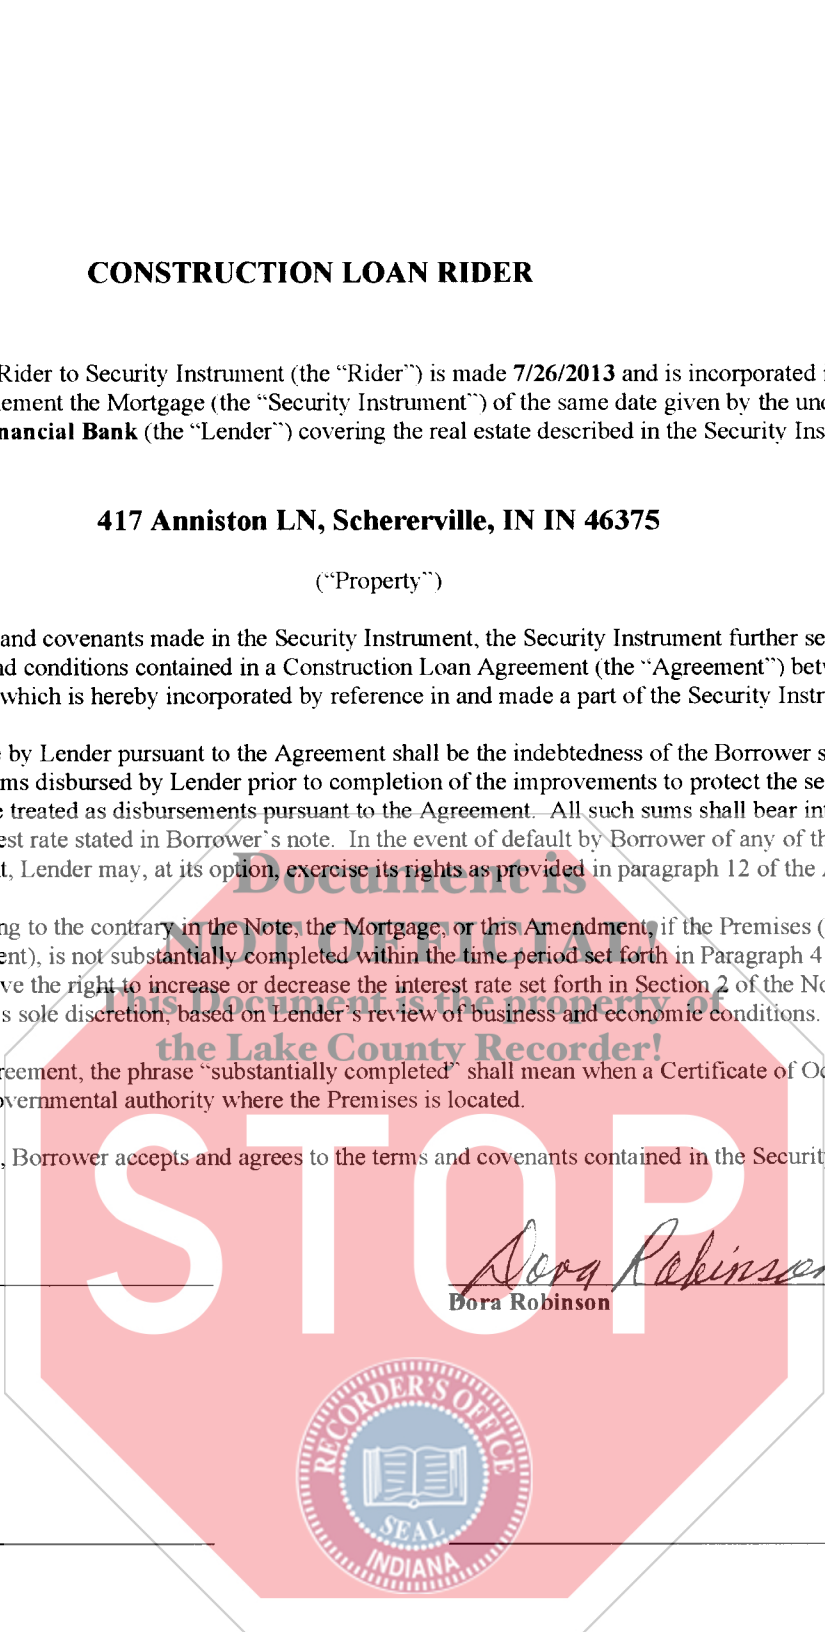 CONSTRUCTION LOAN RIDER
Rider to Security Instrument (the “Rider”) is made 7/26/2013 and is incorporated
ement the Mortgage (the “Security Instrument”) of the same date given by the un
nancial Bank (the “Lender”) covering the real estate described in the Security Ins
417 Anniston LN, Schererville, IN IN 46375
(“Property”)
and covenants made in the Security Instrument, the Security Instrument further se
nd conditions contained in a Construction Loan Agreement (the “Agreement”) bet
which is hereby incorporated by reference in and made a part of the Security Instr
e by Lender pursuant to the Agreement shall be the indebtedness of the Borrower s
ms disbursed by Lender prior to completion of the improvements to protect the se
e treated as disbursements pursuant to the Agreement. All such sums shall bear in
est rate stated in Borrower's note. In the event of default by Borrower of any of th
t, Lender may, at its option, exercise its rights as provided in paragraph 12 of the
Document is
ng to the contrary in the Note, the Mortgage, or this Amendment, if the Premises (
NOT OFFICIAL!
ent), is not substantially completed within the time period set forth in Paragraph 4
ve the right to increase or decrease the interest rate set forth in Section 2 of the No
This Document is the property of
s sole discretion, based on Lender's review of business and economic conditions.
the Lake County Recorder!
reement, the phrase “substantially completed” shall mean when a Certificate of Oc
overnmental authority where the Premises is located.
, Borrower accepts and agrees to the terms and covenants contained in the Securit
STOP
Dora Robinson
Dora Robinson
RECORDER'S OFFICE
SEAL
INDIANA